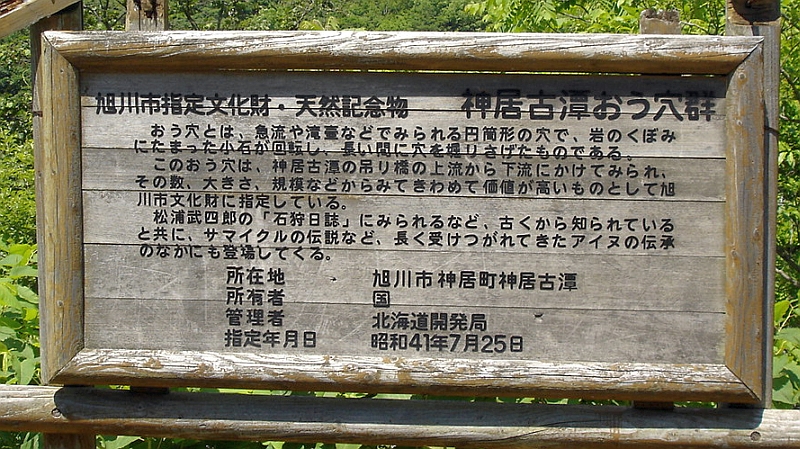 旭川市指定文化財・天然記念物　神居古潭おう穴群
おう穴とは、急流や滝壷などでみられる円筒形の穴で、岩のくぼみ
にたまった小石が回転し、長い間に穴を掘りさげたものである。
このおう穴は、神居古潭の吊り橋の上流から下流にかけてみられ、
その数、大きさ、規模などからみてきわめて価値が高いものとして旭
川市文化財に指定している。
松浦武四郎の「石狩日誌」にみられるなど、古くから知られている
と共に、サマイクルの伝説など、長く受けつがれてきたアイヌの伝承
のなかにも登場してくる。
所在地　旭川市神居町神居古潭
所有者　国
管理者　北海道開発局
指定年月日　昭和41年7月25日